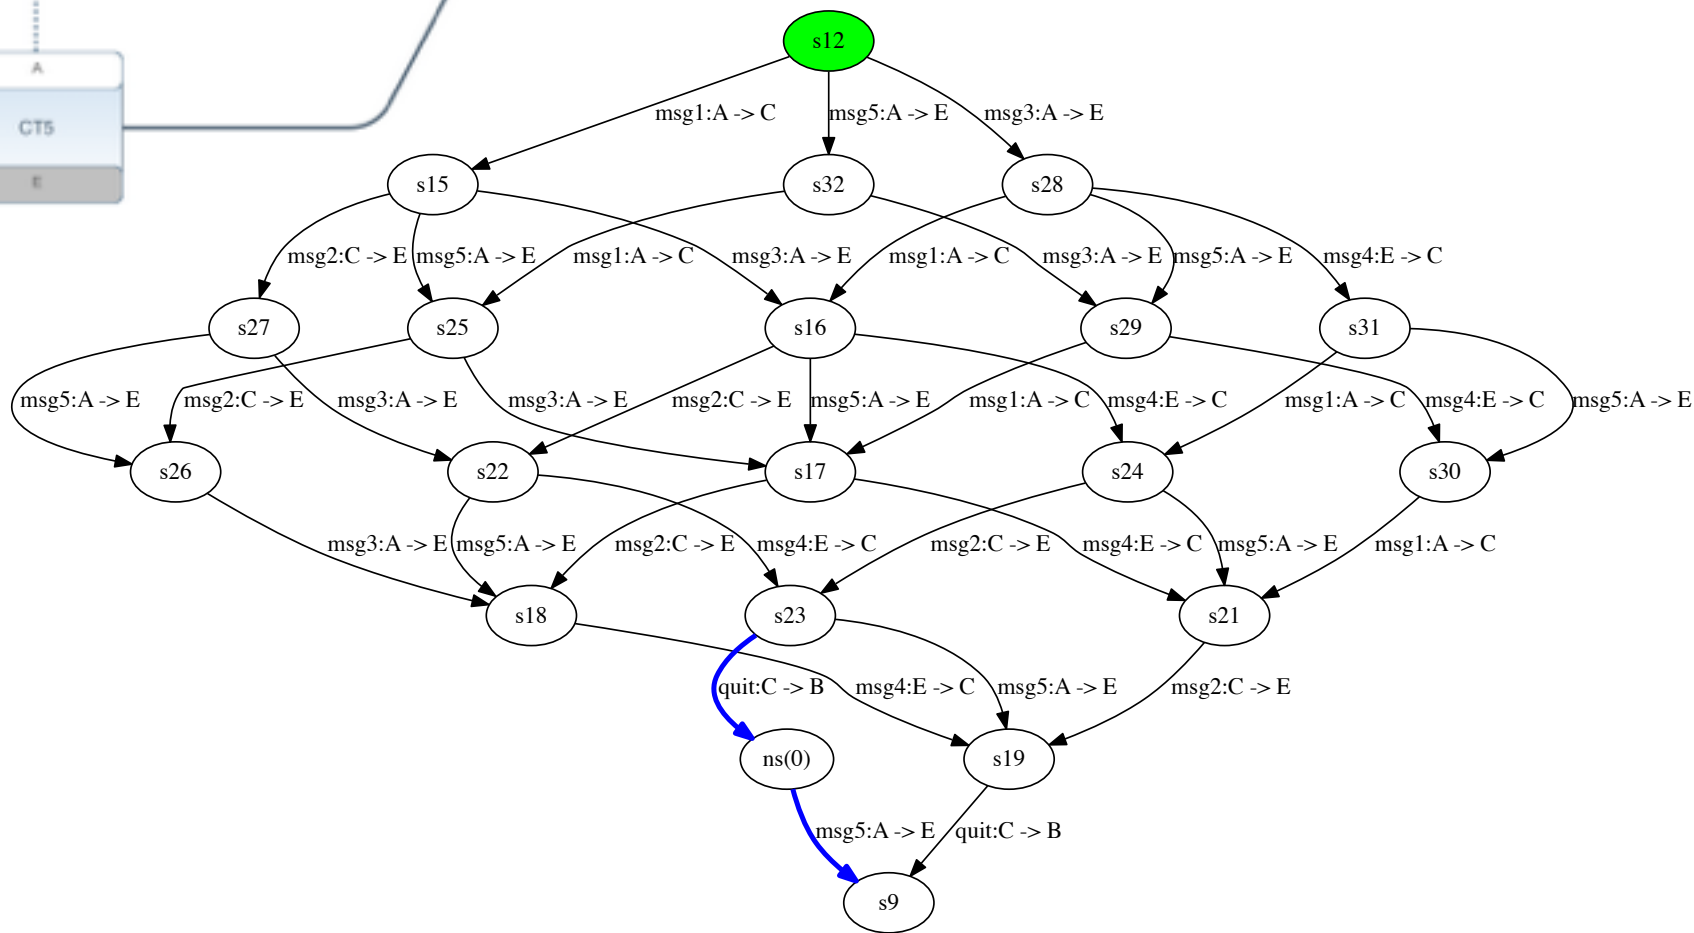 s12
A
CT5
E
msg1:A -> C
msg5:A -> E
msg3:A -> E
s15
s32
s28
msg2:C -> E
msg5:A -> E
msg1:A -> C
msg3:A -> E
msg1:A -> C
msg3:A -> E
msg5:A -> E
msg4:E -> C
s27
s25
s16
s29
s31
msg5:A -> E
msg2:C -> E
msg3:A -> E
msg3:A -> E
msg2:C -> E
msg5:A -> E
msg1:A -> C
msg4:E -> C
msg1:A -> C
msg4:E -> C
msg5:A -> E
s26
s22
s17
s24
s30
msg3:A -> E
msg5:A -> E
msg2:C -> E
msg4:E -> C
msg2:C -> E
msg4:E -> C
msg5:A -> E
msg1:A -> C
s18
s23
s21
quit:C -> B
msg4:E -> C
msg5:A -> E
msg2:C -> E
ns(0)
s19
msg5:A -> E
quit:C -> B
s9